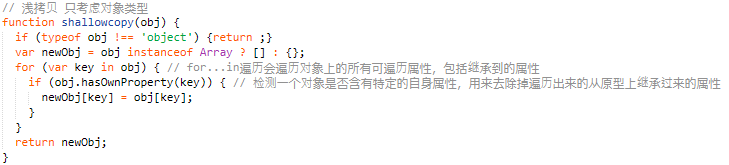 // 浅拷贝 只考虑对象类型
function shallowcopy(obj) {
  if (typeof obj !== 'object') {return ;}
  var newObj = obj instanceof Array ? [] : {};
  for (var key in obj) { // for...in遍历会遍历对象上的所有可遍历属性，包括继承到的属性
    if (obj.hasOwnProperty(key)) { // 检测一个对象是否含有特定的自身属性，用来去除掉遍历出来的从原型上继承过来的属性
      newObj[key] = obj[key];
    }
  }
  return newObj;
}